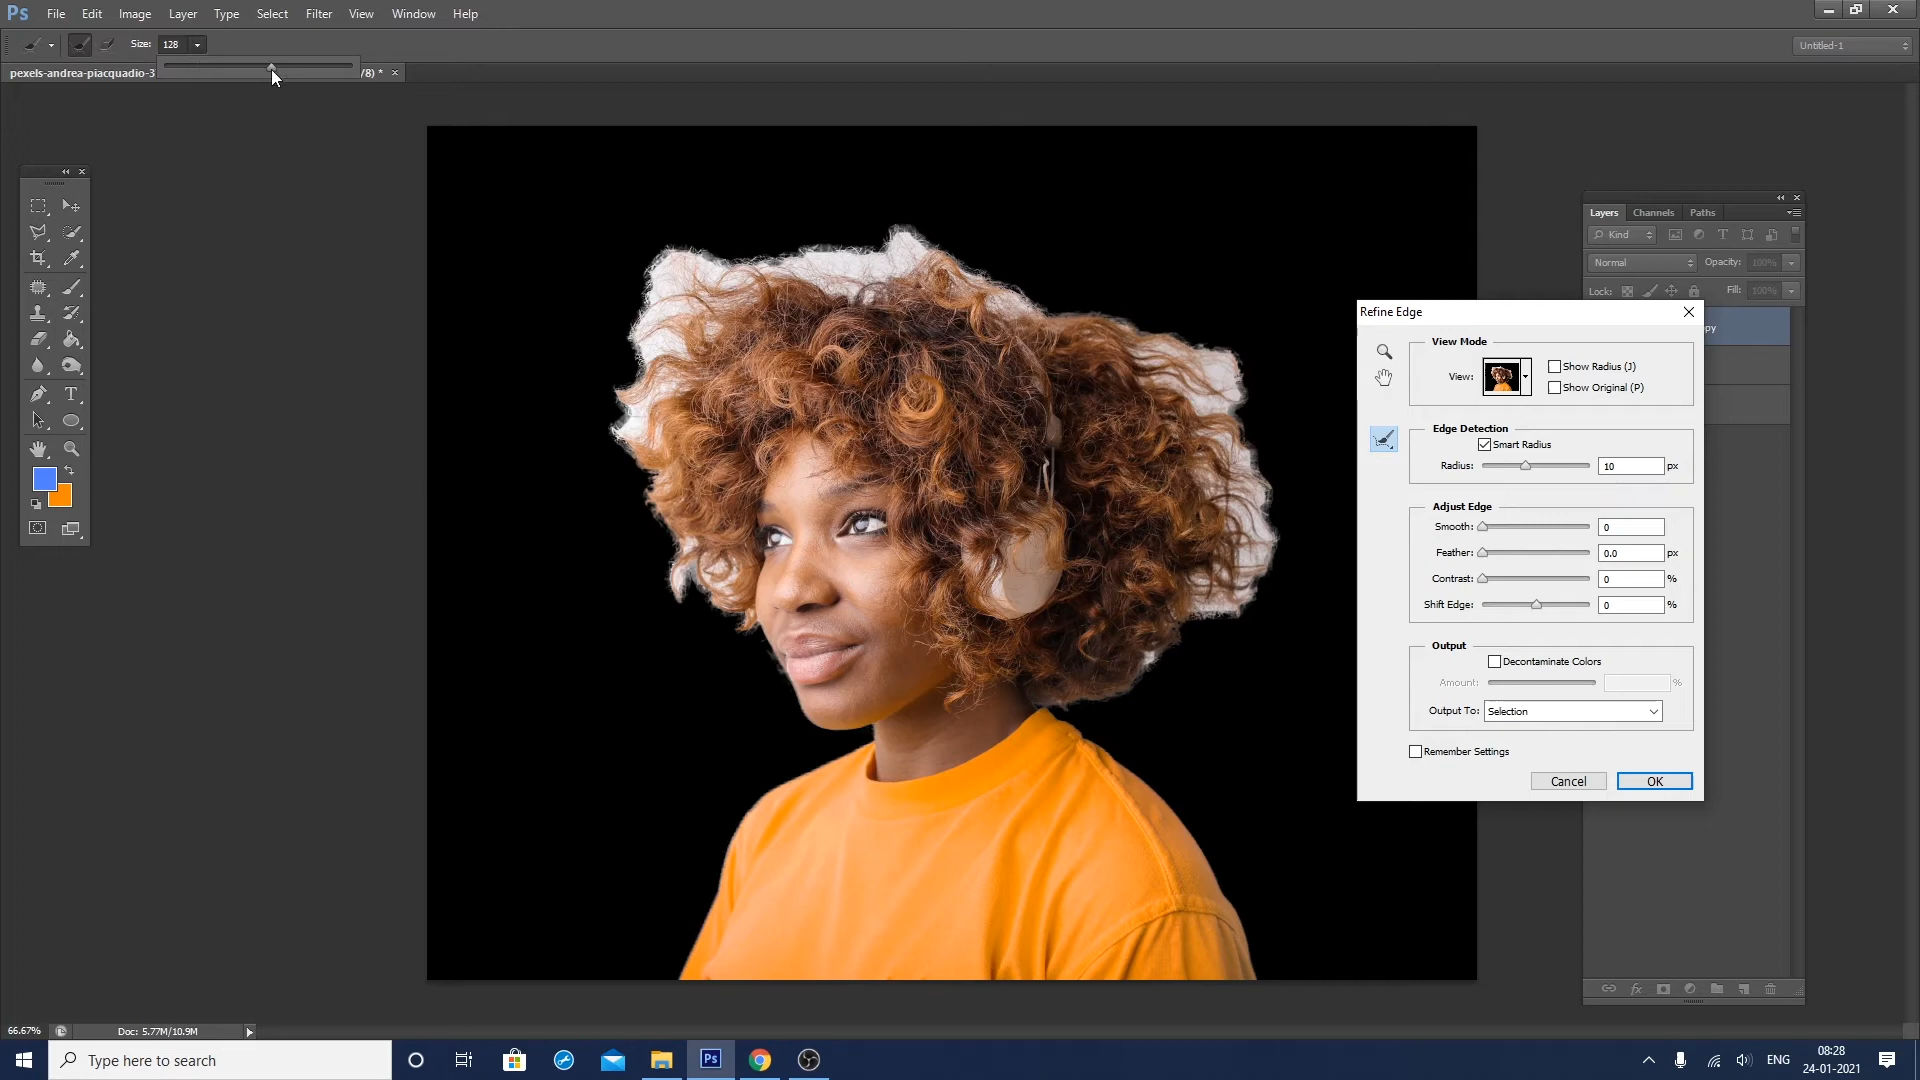 Ps File Edit Image Layer Type Select Filter View Window Help
Size: 128
Untitled-1
pexels-andrea-piacquadio-3
/8) * ×
Layers Channels Paths
Kind
Normal Opacity: 100%
Lock: Fill: 100%
py
Refine Edge
View Mode
View:
Show Radius (J)
Show Original (P)
Edge Detection
Smart Radius
Radius: 10 px
Adjust Edge
Smooth: 0
Feather: 0.0 px
Contrast: 0 %
Shift Edge: 0 %
Output
Decontaminate Colors
Amount: %
Output To: Selection
Remember Settings
Cancel OK
66.67% Doc: 5.77M/10.9M
Type here to search
Ps
ENG
08:28
24-01-2021